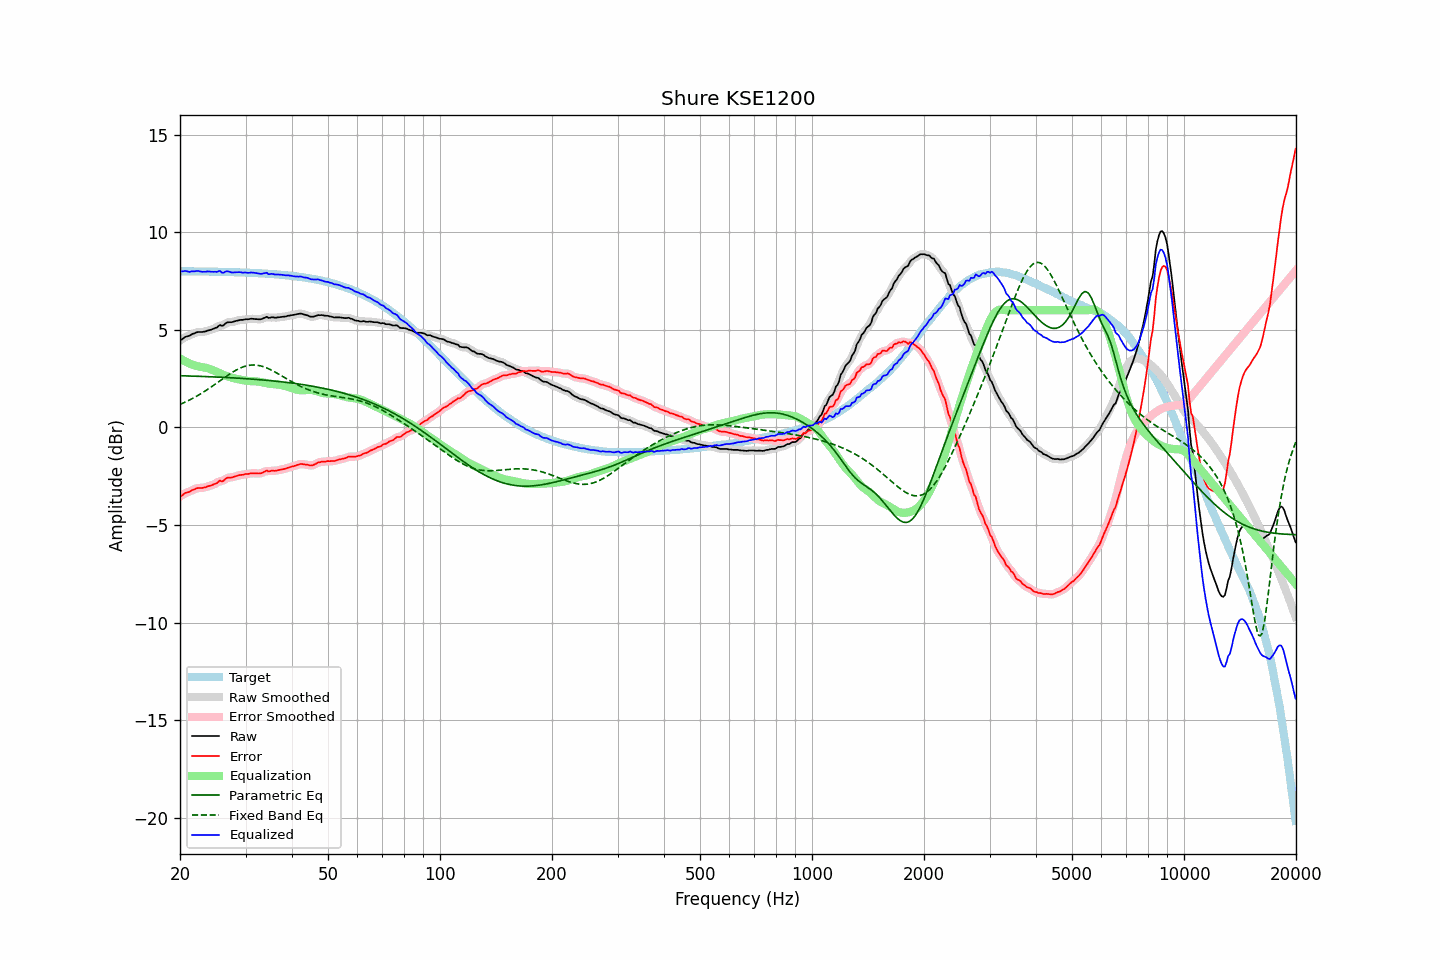 Shure KSE1200
Amplitude (dBr)
15
10
5
0
−5
−10
−15
−20
Target
Raw Smoothed
Error Smoothed
Raw
Error
Equalization
Parametric Eq
Fixed Band Eq
Equalized
20
50
100
200
500
1000
2000
5000
10000
20000
Frequency (Hz)